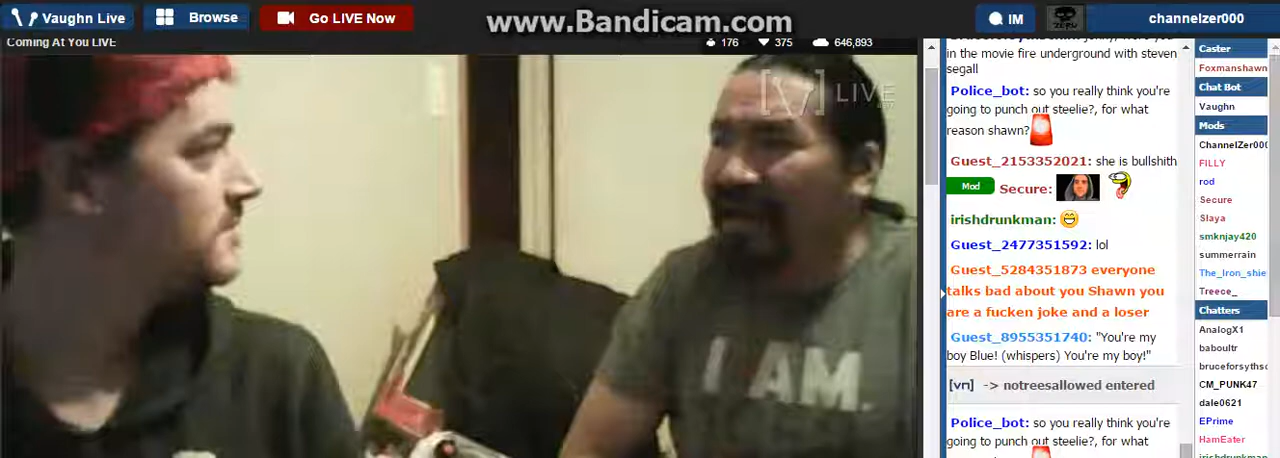 Vaughn Live
Browse
Go LIVE Now
www.Bandicam.com
IM
channelzer000
Coming At You LIVE
176
375
646,893
LIVE
I AM.
in the movie fire underground with steven
segall
Police_bot: so you really think you're
going to punch out steelie?, for what
reason shawn?
Guest_2153352021: she is bullshith
Mod Secure:
irishdrunkman:
Guest_2477351592: lol
Guest_5284351873 everyone
talks bad about you Shawn you
are a fucken joke and a loser
Guest_8955351740: "You're my
boy Blue! (whispers) You're my boy!"
-> notreesallowed entered
Police_bot: so you really think you're
going to punch out steelie?, for what
Caster
Foxmanshawn
Chat Bot
Vaughn
Mods
ChannelZer000
FILLY
rod
Secure
Slaya
smknjay420
summerrain
The_Iron_shie
Treece_
Chatters
AnalogX1
baboultr
bruceforysthsc
CM_PUNK47
dale0621
EPrime
HamEater
irishdrunkman